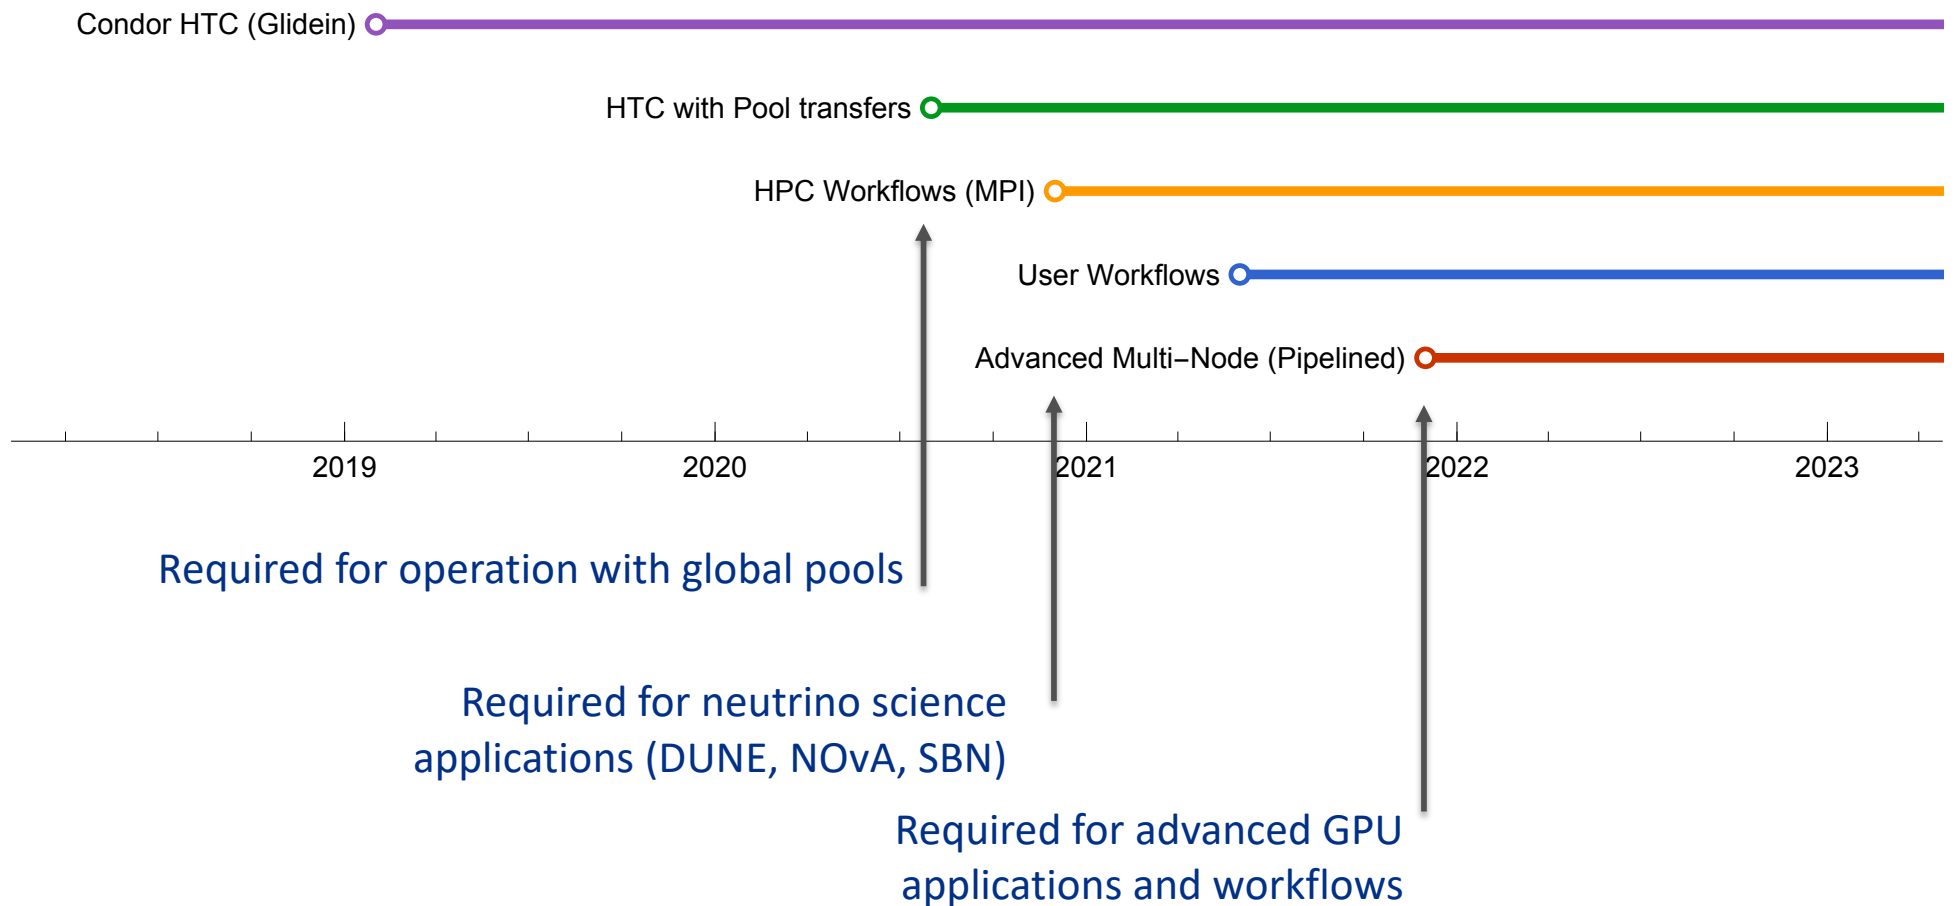 Condor HTC (Glidein)
HTC with Pool transfers
HPC Workflows (MPI)
User Workflows
Advanced Multi−Node (Pipelined)
2019
2020
2021
2022
2023
Required for operation with global pools
Required for neutrino science
applications (DUNE, NOvA, SBN)
Required for advanced GPU
applications and workflows